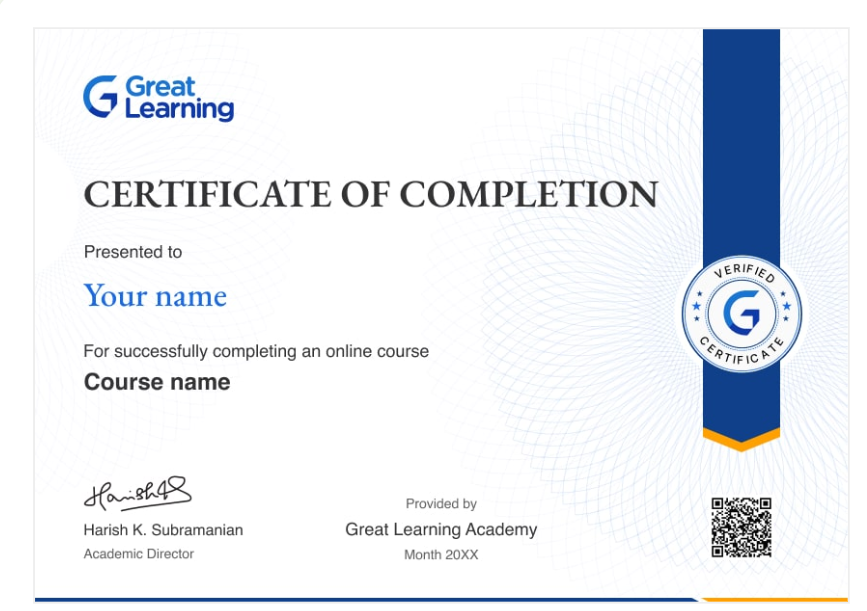 Great
Learning
CERTIFICATE OF COMPLETION
Presented to
Your name
VERIFIED
G
CERTIFICATE
For successfully completing an online course
Course name
Harish K. Subramanian
Academic Director
Provided by
Great Learning Academy
Month 20XX